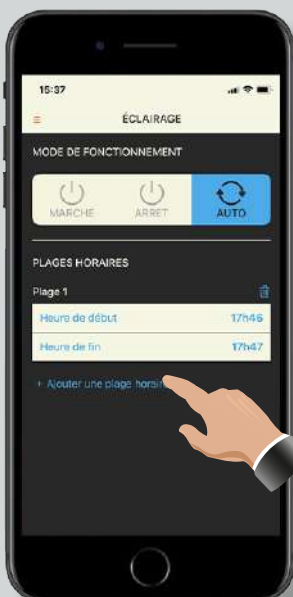 15:37
ÉCLAIRAGE
MODE DE FONCTIONNEMENT
MARCHE ARRET AUTO
PLAGES HORAIRES
Plage 1
Heure de début 17h46
Heure de fin 17h47
+ Ajouter une plage horaire